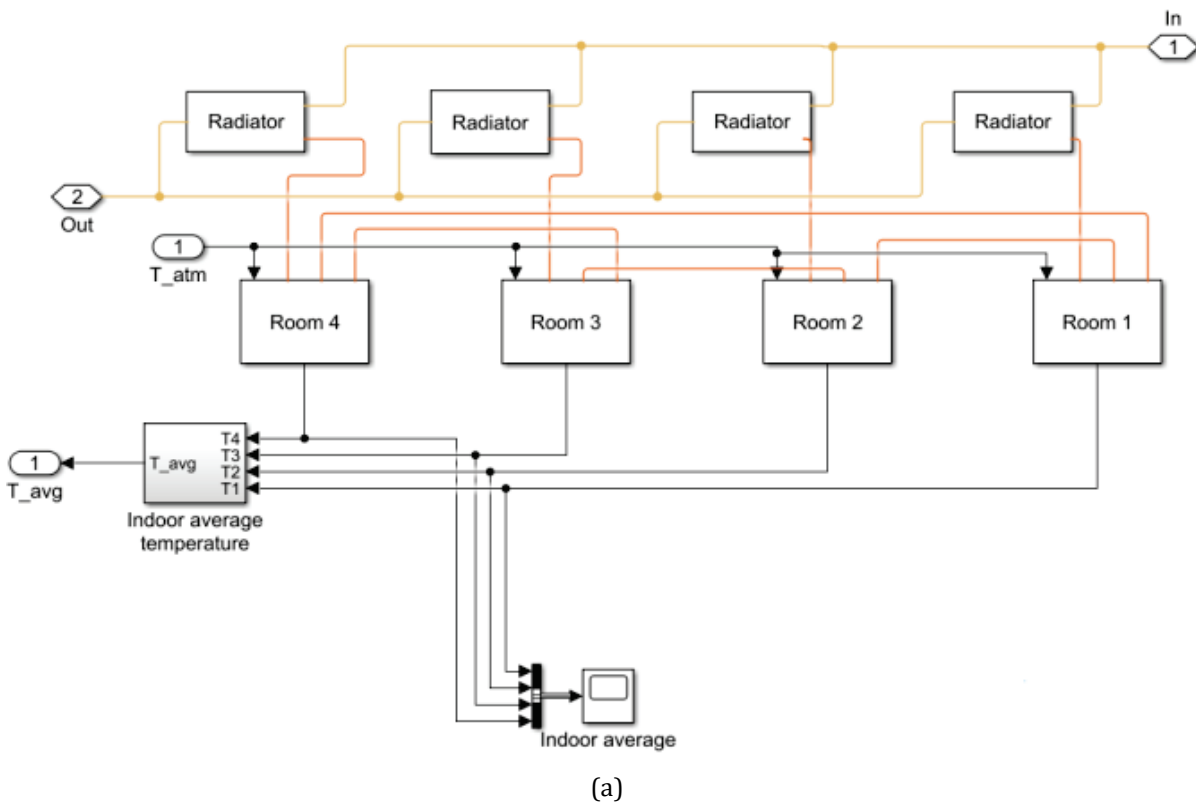 In
1
Radiator
Radiator
Radiator
Radiator
2
Out
1
T_atm
Room 4
Room 3
Room 2
Room 1
T4
T3
T_avg
T2
T1
1
T_avg
Indoor average
temperature
Indoor average
(a)